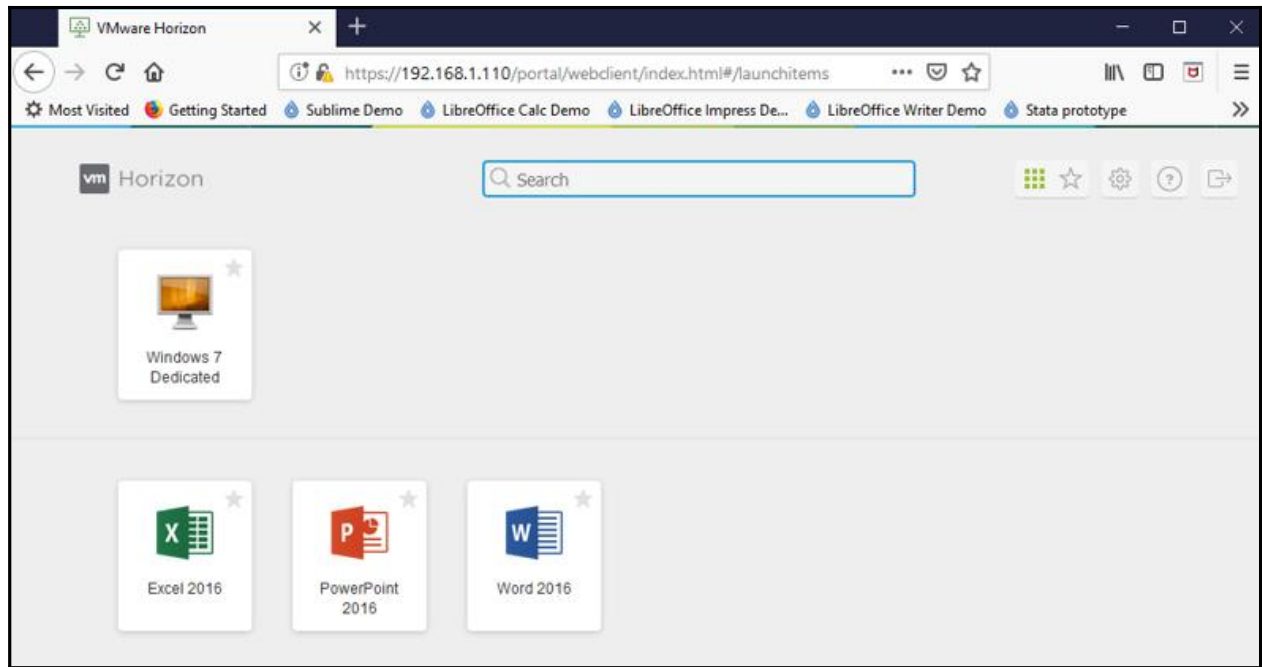 VMware Horizon
https://192.168.1.110/portal/webclient/index.html#/launchitems
Most Visited Getting Started Sublime Demo LibreOffice Calc Demo LibreOffice Impress De... LibreOffice Writer Demo Stata prototype
vm Horizon
Search
Windows 7
Dedicated
Excel 2016 PowerPoint Word 2016
2016